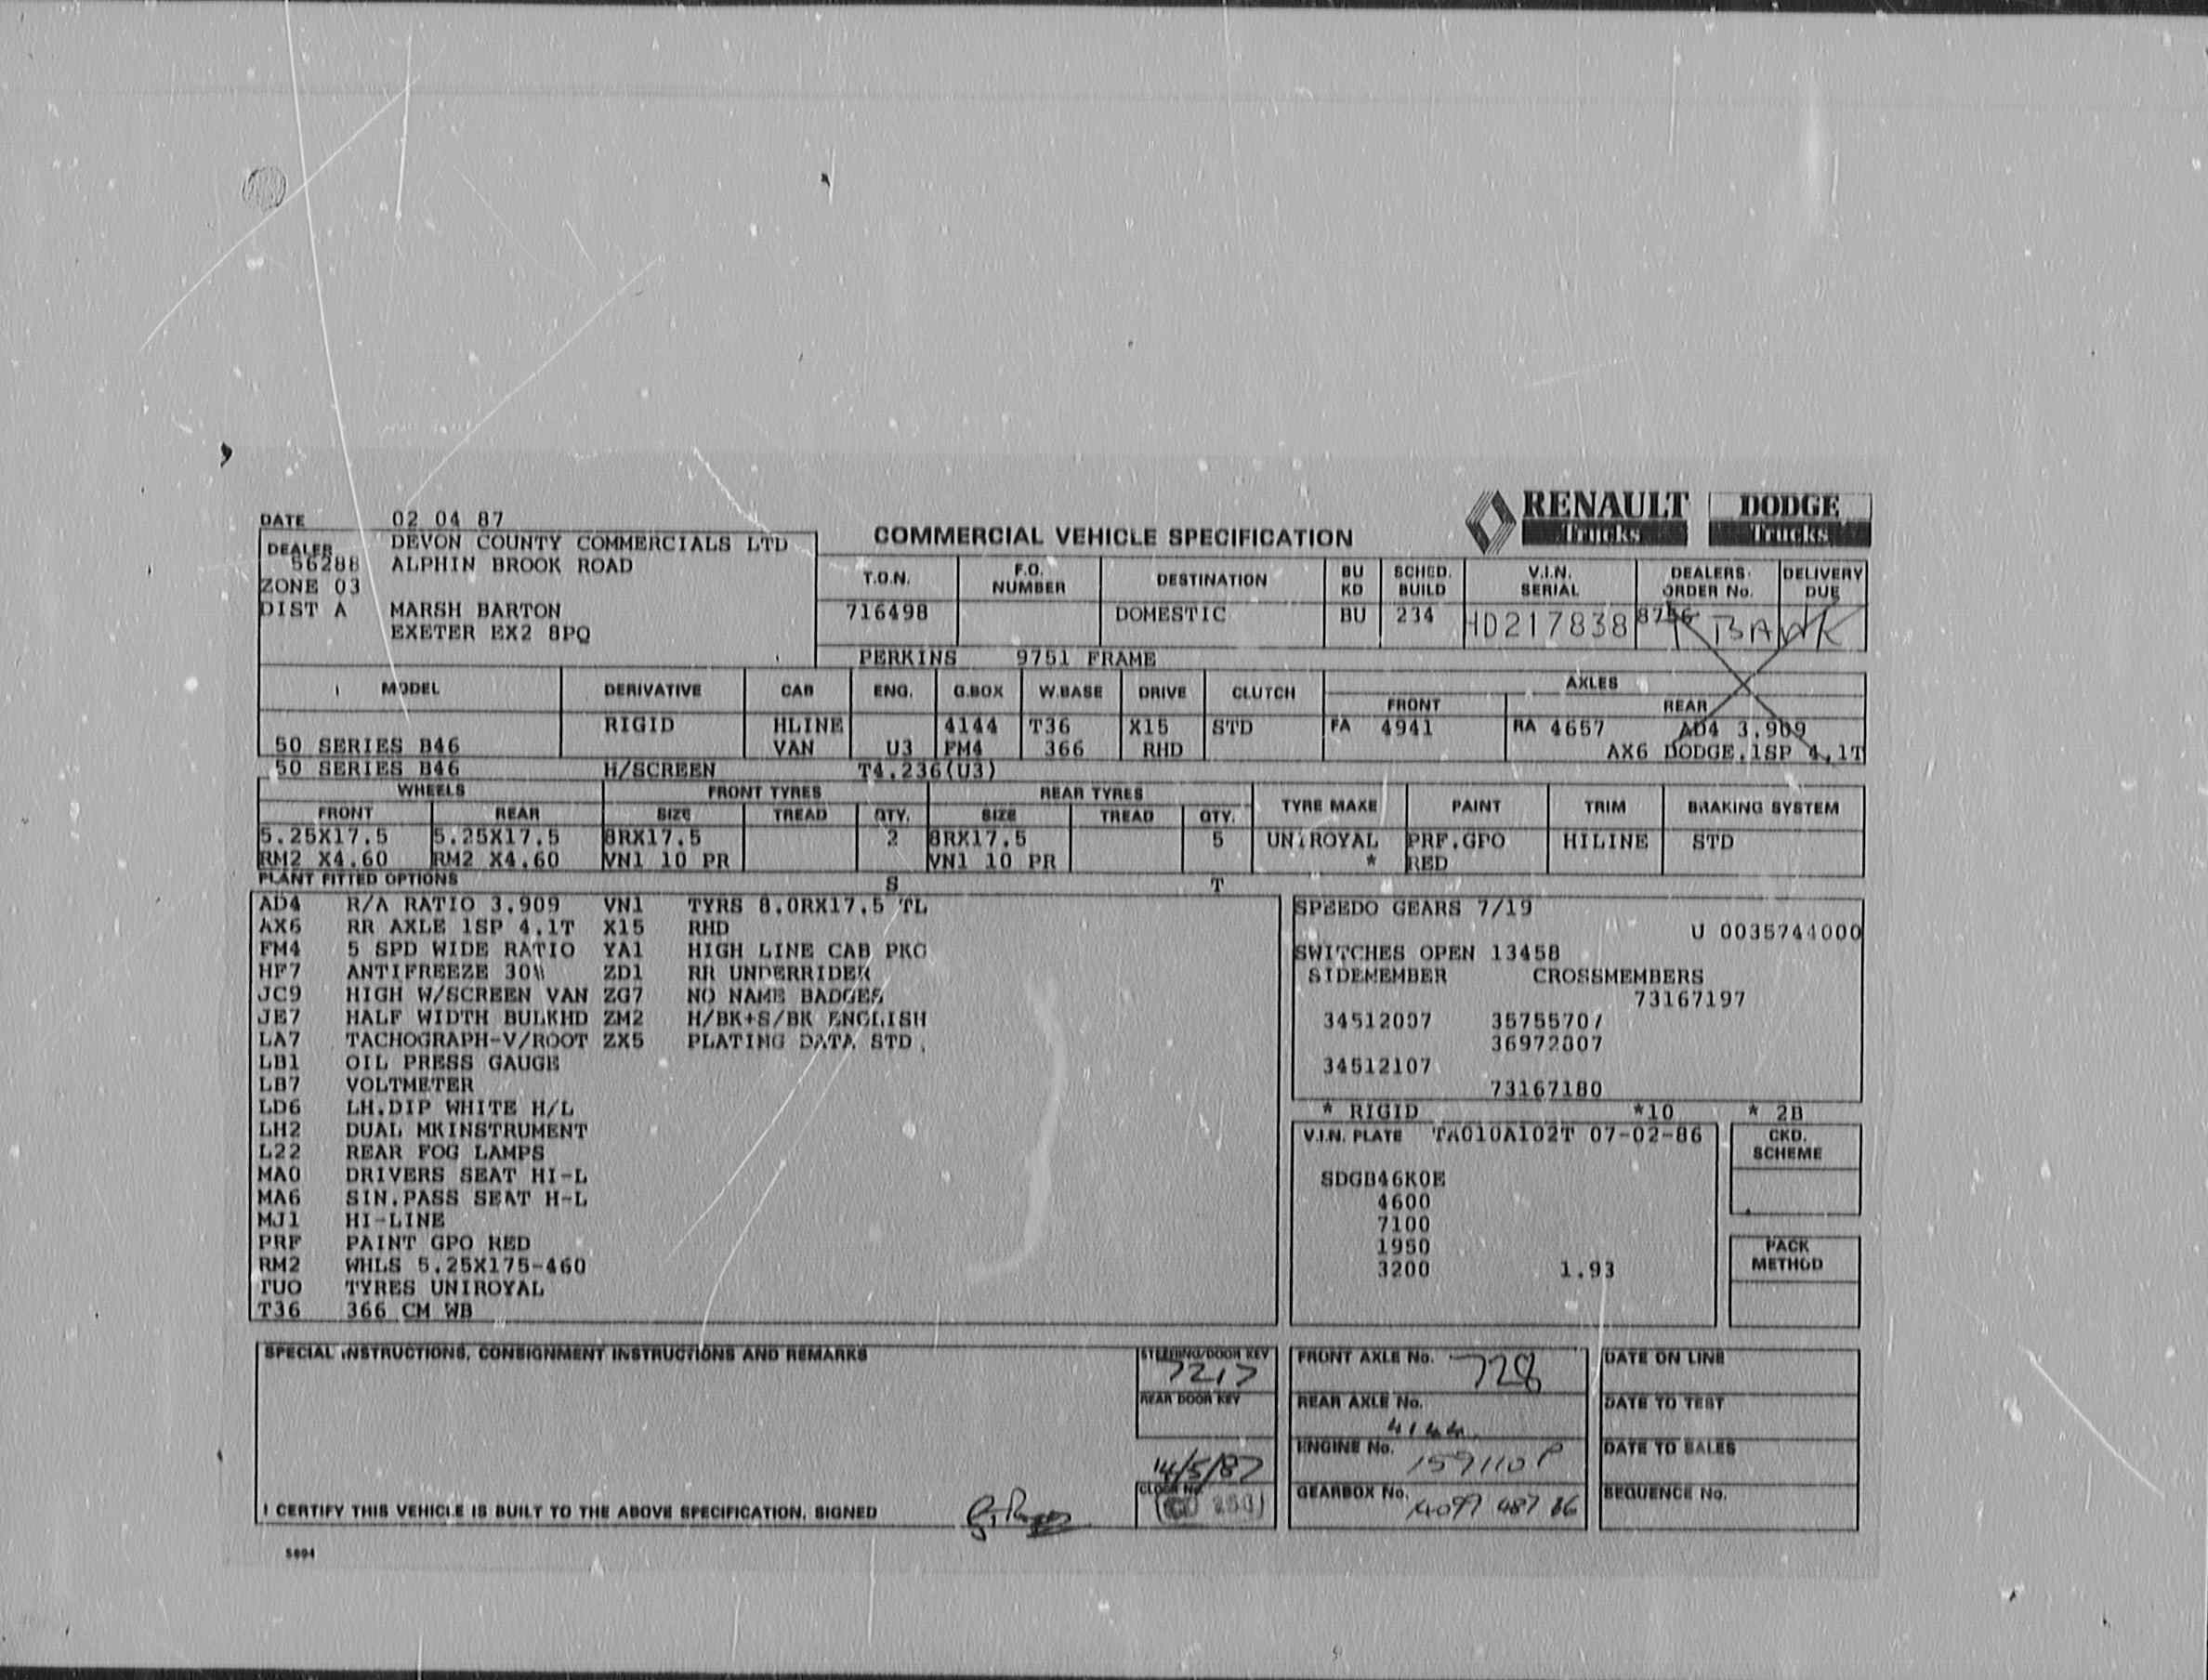 RENAULT Trucks DODGE Trucks
DATE 02 04 87
COMMERCIAL VEHICLE SPECIFICATION
DEALER DEVON COUNTY COMMERCIALS LTD
56288 ALPHIN BROOK ROAD
ZONE 03
DIST A MARSH BARTON
EXETER EX2 8PQ
T.O.N. F.O. NUMBER DESTINATION BU KD SCHED. BUILD V.I.N. SERIAL DEALERS ORDER No. DELIVERY DUE
716498 DOMESTIC BU 234 HD217838 BANK
PERKINS 9751 FRAME
MODEL DERIVATIVE CAB ENG. G.BOX W.BASE DRIVE CLUTCH AXLES
FRONT REAR
RIGID HLINE 4144 T36 X15 STD FA 4941 RA 4657 AD4 3.909
50 SERIES B46 VAN U3 FM4 366 RHD AX6 DODGE.1SP 4.1T
50 SERIES B46 H/SCREEN T4.236(U3)
WHEELS FRONT TYRES REAR TYRES TYRE MAKE PAINT TRIM BRAKING SYSTEM
FRONT REAR SIZE TREAD QTY. SIZE TREAD QTY.
5.25X17.5 5.25X17.5 8RX17.5 2 8RX17.5 5 UNIROYAL PRF.GPO HILINE STD
RM2 X4.60 RM2 X4.60 VN1 10 PR VN1 10 PR * RED
PLANT FITTED OPTIONS S T
AD4 R/A RATIO 3.909 VN1 TYRS 8.0RX17.5 TL
AX6 RR AXLE 1SP 4.1T X15 RHD
FM4 5 SPD WIDE RATIO YA1 HIGH LINE CAB PKG
HF7 ANTIFREEZE 30% ZD1 RR UNDERRIDER
JC9 HIGH W/SCREEN VAN ZG7 NO NAME BADGES
JE7 HALF WIDTH BULKHD ZM2 H/BK+S/BK ENGLISH
LA7 TACHOGRAPH-V/ROOT ZX5 PLATING DATA STD.
LB1 OIL PRESS GAUGE
LB7 VOLTMETER
LD6 LH.DIP WHITE H/L
LH2 DUAL MKINSTRUMENT
L22 REAR FOG LAMPS
MA0 DRIVERS SEAT HI-L
MA6 SIN.PASS SEAT H-L
MJ1 HI-LINE
PRF PAINT GPO RED
RM2 WHLS 5.25X175-460
TUO TYRES UNIROYAL
T36 366 CM WB
SPEEDO GEARS 7/19
U 0035744000
SWITCHES OPEN 13458
SIDEMEMBER CROSSMEMBERS
73167197
34512007 35755707
36972807
34512107
73167180
* RIGID *10 * 2B
V.I.N. PLATE TA010A102T 07-02-86
SDGB46K0E
4600
7100
1950
3200 1.93
CKD. SCHEME
PACK METHOD
SPECIAL INSTRUCTIONS, CONSIGNMENT INSTRUCTIONS AND REMARKS
STEERING/DOOR KEY
7217
REAR DOOR KEY
14/5/87
CLOCK No.
I CERTIFY THIS VEHICLE IS BUILT TO THE ABOVE SPECIFICATION. SIGNED
FRONT AXLE No. 728
REAR AXLE No.
4144
ENGINE No. 159110P
GEARBOX No.
DATE ON LINE
DATE TO TEST
DATE TO SALES
SEQUENCE No.
5804